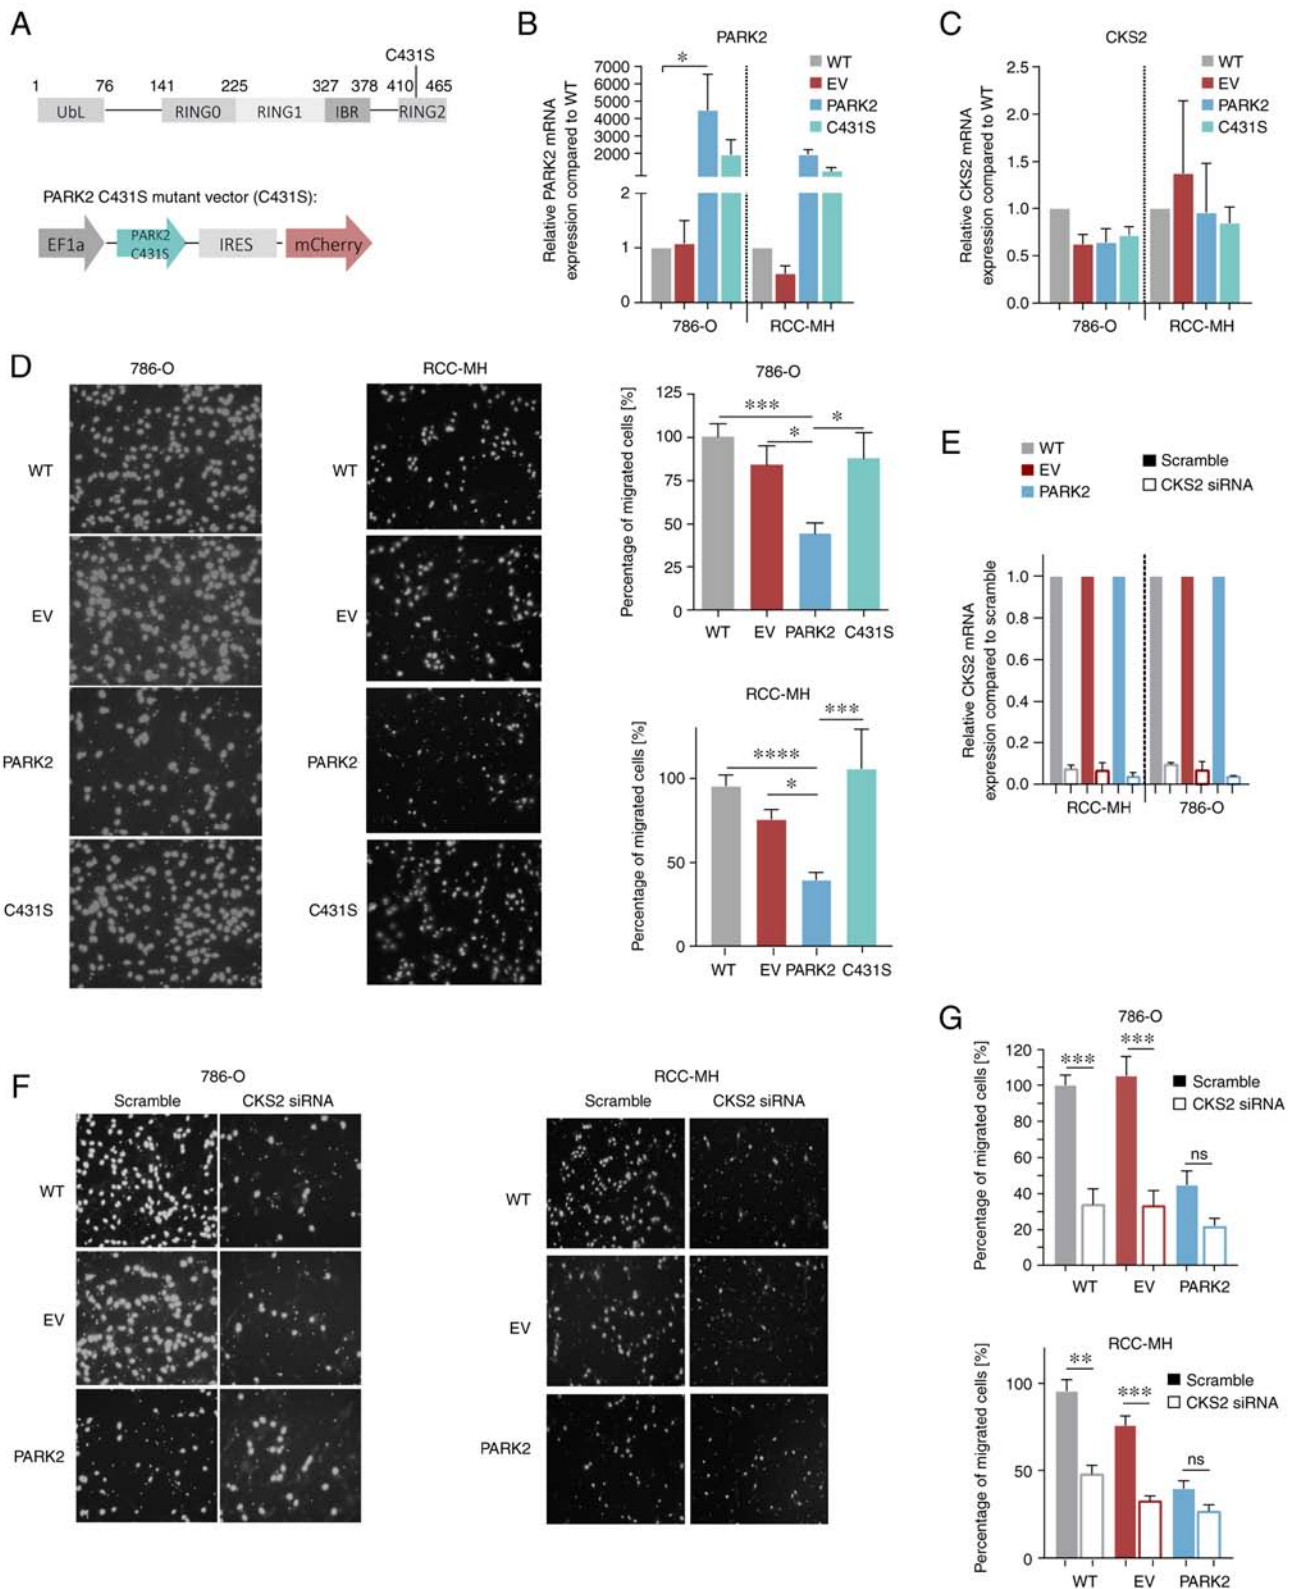 A
C431S
1 76 141 225 327 378 410 465
UbL RING0 RING1 IBR RING2
PARK2 C431S mutant vector (C431S):
EF1a PARK2 C431S IRES mCherry
B
PARK2
Relative PARK2 mRNA
expression compared to WT
7000
6000
5000
4000
3000
2000
2
1
0
*
WT
EV
PARK2
C431S
786-O RCC-MH
C
CKS2
Relative CKS2 mRNA
expression compared to WT
2.5
2.0
1.5
1.0
0.5
0.0
WT
EV
PARK2
C431S
786-O RCC-MH
D
786-O RCC-MH
WT WT
EV EV
PARK2 PARK2
C431S C431S
786-O
Percentage of migrated cells [%]
125
100
75
50
25
0
*** * *
WT EV PARK2 C431S
RCC-MH
Percentage of migrated cells [%]
100
50
0
***
****
*
WT EV PARK2 C431S
E
WT
EV
PARK2
Scramble
CKS2 siRNA
Relative CKS2 mRNA
expression compared to scramble
1.0
0.8
0.6
0.4
0.2
0.0
RCC-MH 786-O
F
786-O RCC-MH
Scramble CKS2 siRNA Scramble CKS2 siRNA
WT WT
EV EV
PARK2 PARK2
G
786-O
Percentage of migrated cells [%]
120
100
80
60
40
20
0
*** *** ns
Scramble
CKS2 siRNA
WT EV PARK2
RCC-MH
Percentage of migrated cells [%]
100
50
0
** *** ns
Scramble
CKS2 siRNA
WT EV PARK2